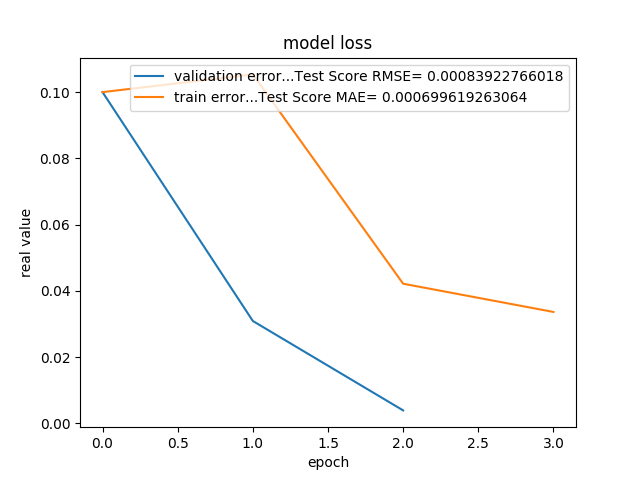 model loss
validation error...Test Score RMSE= 0.00083922766018
train error...Test Score MAE= 0.000699619263064
real value
0.10
0.08
0.06
0.04
0.02
0.00
0.0 0.5 1.0 1.5 2.0 2.5 3.0
epoch